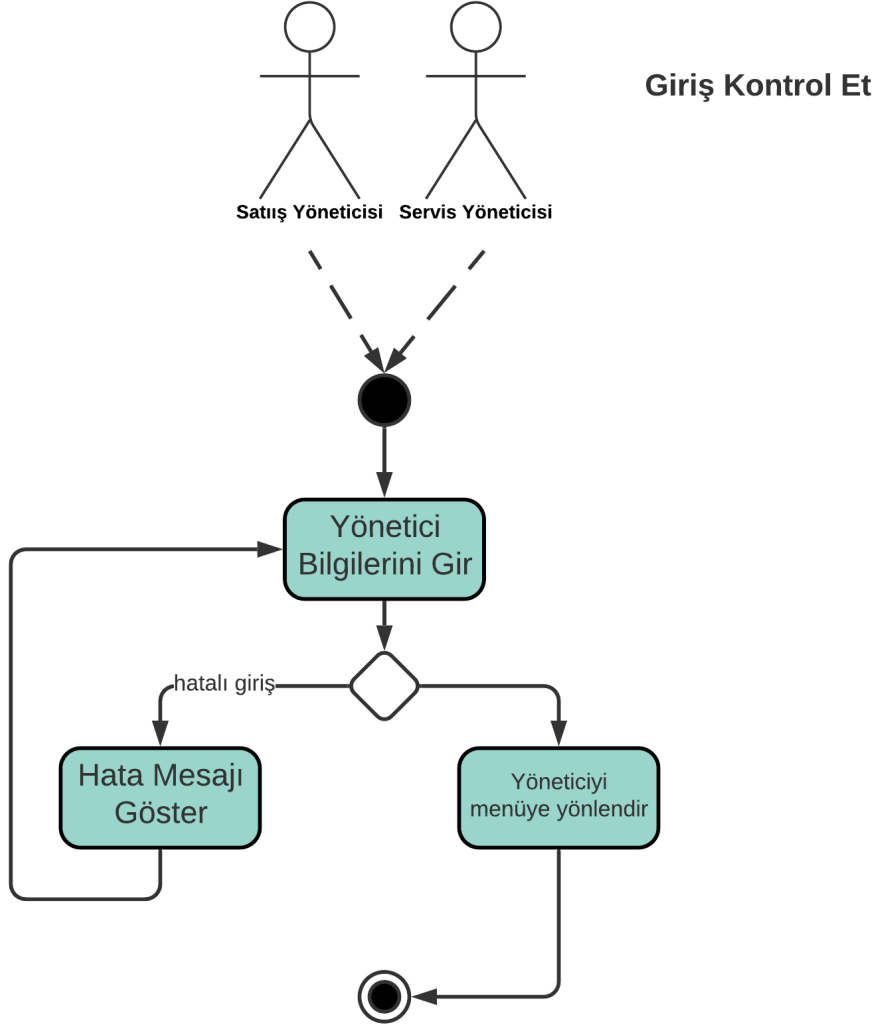 Giriş Kontrol Et
Satıış Yöneticisi
Servis Yöneticisi
Yönetici
Bilgilerini Gir
hatalı giriş
Hata Mesajı
Göster
Yöneticiyi
menüye yönlendir